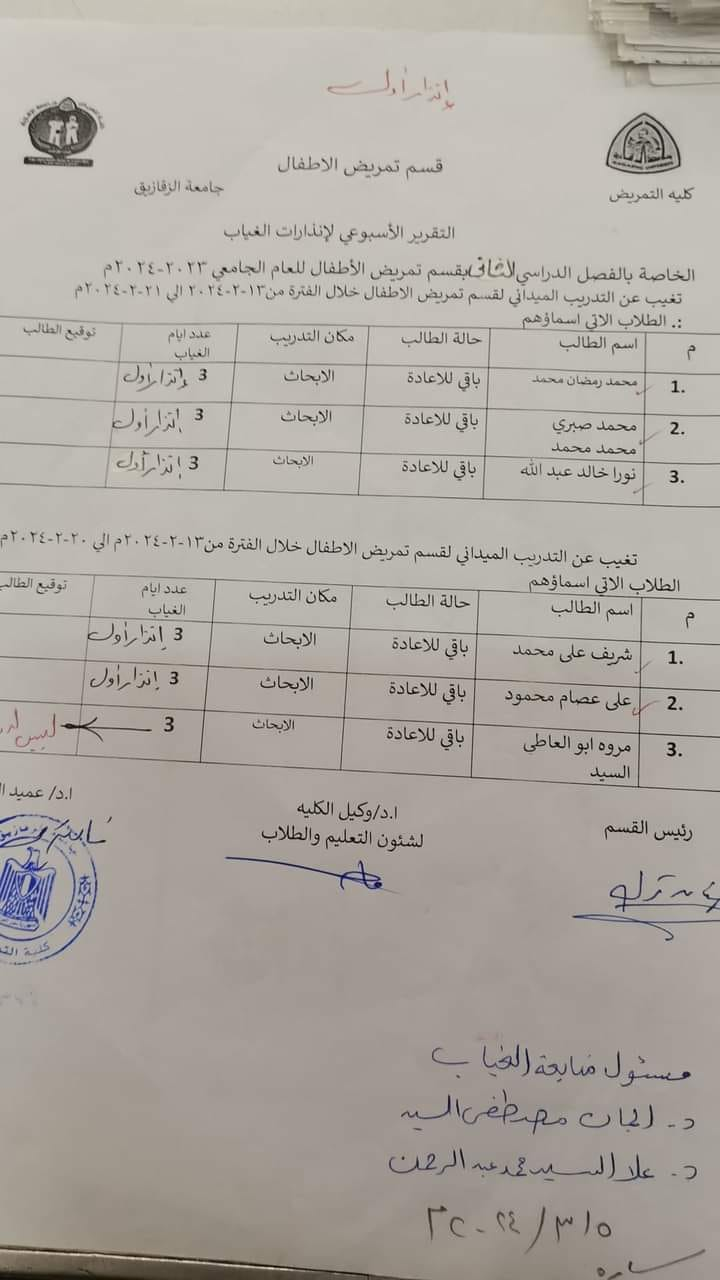 إنذار أول
قسم تمريض الاطفال
كليه التمريض
جامعة الزقازيق
التقرير الأسبوعي لإنذارات الغياب
الخاصة بالفصل الدراسي الثاني بقسم تمريض الأطفال للعام الجامعي ٢٠٢٣-٢٠٢٤م
تغيب عن التدريب الميداني لقسم تمريض الاطفال خلال الفترة من١٣-٢-٢٠٢٤ الي ٢١-٢-٢٠٢٤م
:. الطلاب الاتي اسماؤهم
م اسم الطالب حالة الطالب مكان التدريب عدد ايام الغياب توقيع الطالب
1. محمد رمضان محمد باقي للاعادة الابحاث 3 إنذار أول
2. محمد صبري محمد محمد باقي للاعادة الابحاث 3 إنذار أول
3. نورا خالد عبد الله باقي للاعادة الابحاث 3 إنذار أول
تغيب عن التدريب الميداني لقسم تمريض الاطفال خلال الفترة من١٣-٢-٢٠٢٤م الي ٢٠-٢-٢٠٢٤م
الطلاب الاتي اسماؤهم
م اسم الطالب حالة الطالب مكان التدريب عدد ايام الغياب توقيع الطالب
1. شريف على محمد باقي للاعادة الابحاث 3 إنذار أول
2. على عصام محمود باقي للاعادة الابحاث 3 إنذار أول
3. مروه ابو العاطى السيد باقي للاعادة الابحاث 3
رئيس القسم
ا.د/وكيل الكليه
لشئون التعليم والطلاب
ا.د/ عميد
مسئول متابعة الغياب
د. مصطفى السيد
د. علا السيد محمد عبد الرحمن
٢٠٢٤/٣/٥